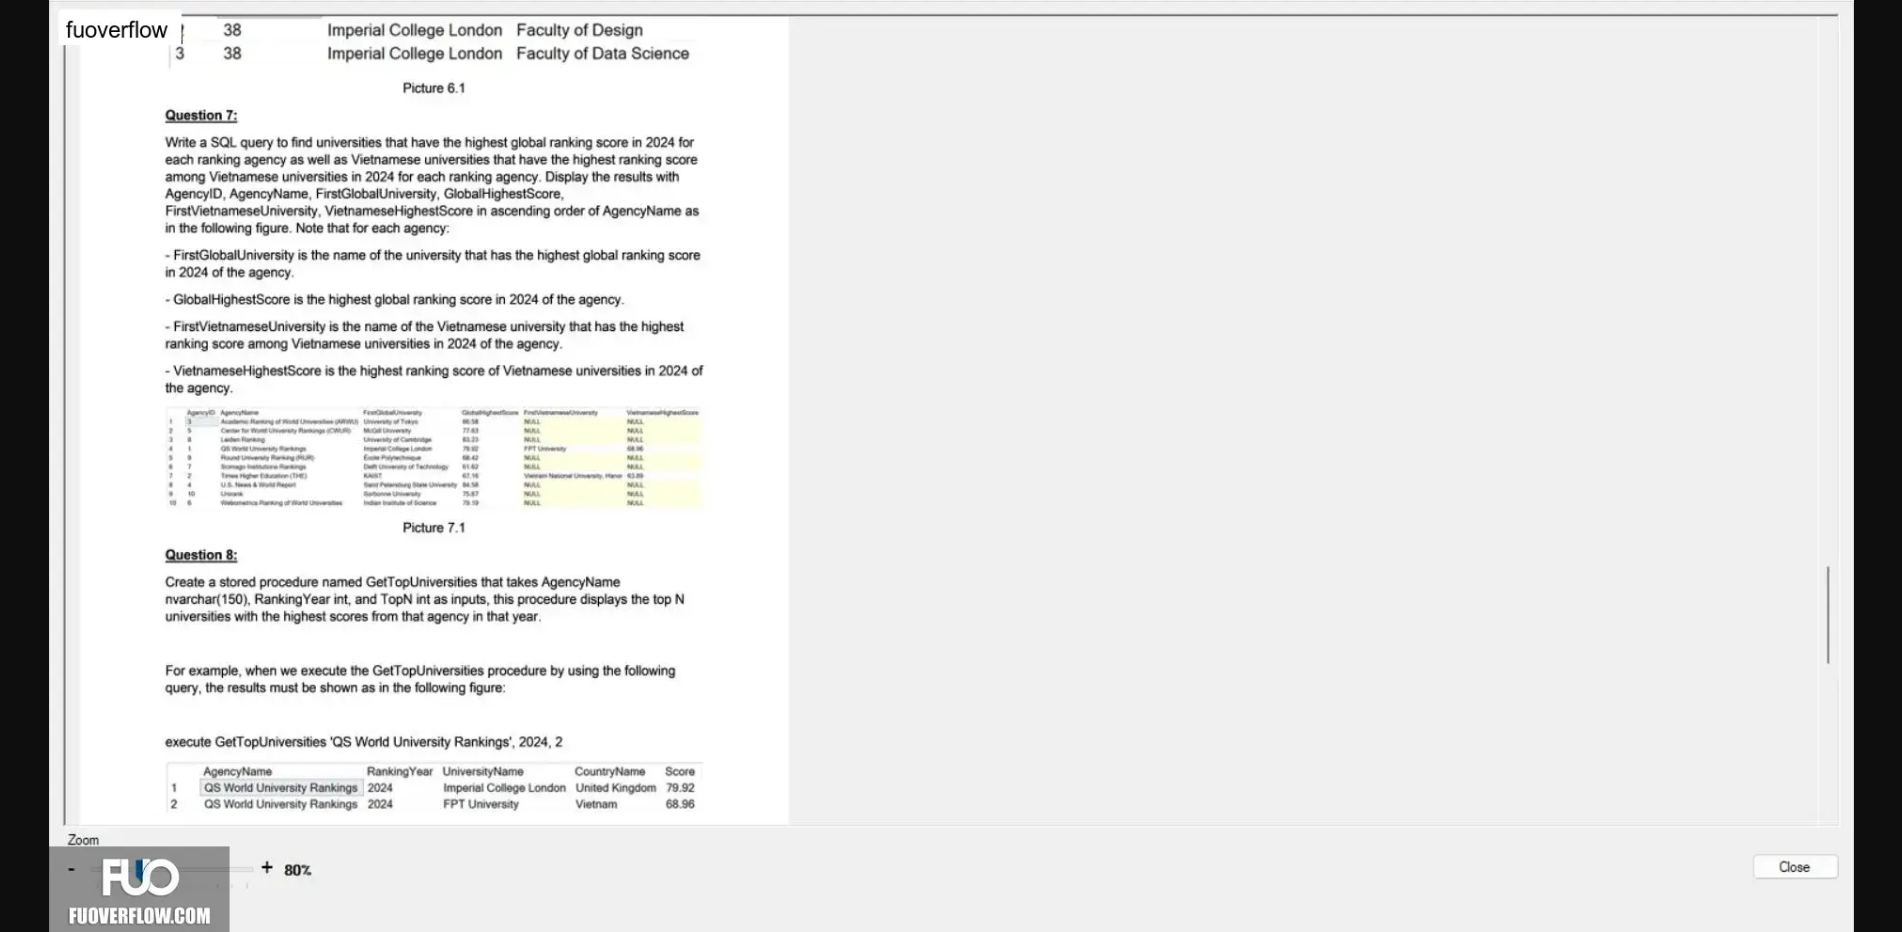 fuoverflow
38 Imperial College London Faculty of Design
3 38 Imperial College London Faculty of Data Science
Picture 6.1
Question 7:
Write a SQL query to find universities that have the highest global ranking score in 2024 for
each ranking agency as well as Vietnamese universities that have the highest ranking score
among Vietnamese universities in 2024 for each ranking agency. Display the results with
AgencyID, AgencyName, FirstGlobalUniversity, GlobalHighestScore,
FirstVietnameseUniversity, VietnameseHighestScore in ascending order of AgencyName as
in the following figure. Note that for each agency:
- FirstGlobalUniversity is the name of the university that has the highest global ranking score
in 2024 of the agency.
- GlobalHighestScore is the highest global ranking score in 2024 of the agency.
- FirstVietnameseUniversity is the name of the Vietnamese university that has the highest
ranking score among Vietnamese universities in 2024 of the agency.
- VietnameseHighestScore is the highest ranking score of Vietnamese universities in 2024 of
the agency.
AgencyID AgencyName FirstGlobalUniversity GlobalHighestScore FirstVietnameseUniversity VietnameseHighestScore
1 3 Academic Ranking of World Universities (ARWU) University of Tokyo NULL NULL
2 5 Center for World University Rankings (CWUR) McGill University 77.63 NULL NULL
3 8 Leiden Ranking University of Cambridge NULL NULL
4 1 QS World University Rankings Imperial College London 79.92 FPT University 68.96
5 9 Round University Ranking (RUR) École Polytechnique NULL NULL
6 7 Scimago Institutions Rankings Delft University of Technology 61.62 NULL NULL
7 2 Times Higher Education (THE) KAIST 67.16 Vietnam National University, Hanoi
8 4 U.S. News & World Report Saint Petersburg State University NULL NULL
9 10 Unirank Sorbonne University 75.67 NULL NULL
10 6 Webometrics Ranking of World Universities Indian Institute of Science NULL NULL
Picture 7.1
Question 8:
Create a stored procedure named GetTopUniversities that takes AgencyName
nvarchar(150), RankingYear int, and TopN int as inputs, this procedure displays the top N
universities with the highest scores from that agency in that year.
For example, when we execute the GetTopUniversities procedure by using the following
query, the results must be shown as in the following figure:
execute GetTopUniversities 'QS World University Rankings', 2024, 2
AgencyName RankingYear UniversityName CountryName Score
1 QS World University Rankings 2024 Imperial College London United Kingdom 79.92
2 QS World University Rankings 2024 FPT University Vietnam 68.96
Zoom
- + 80%
Close
FUO
FUOVERFLOW.COM